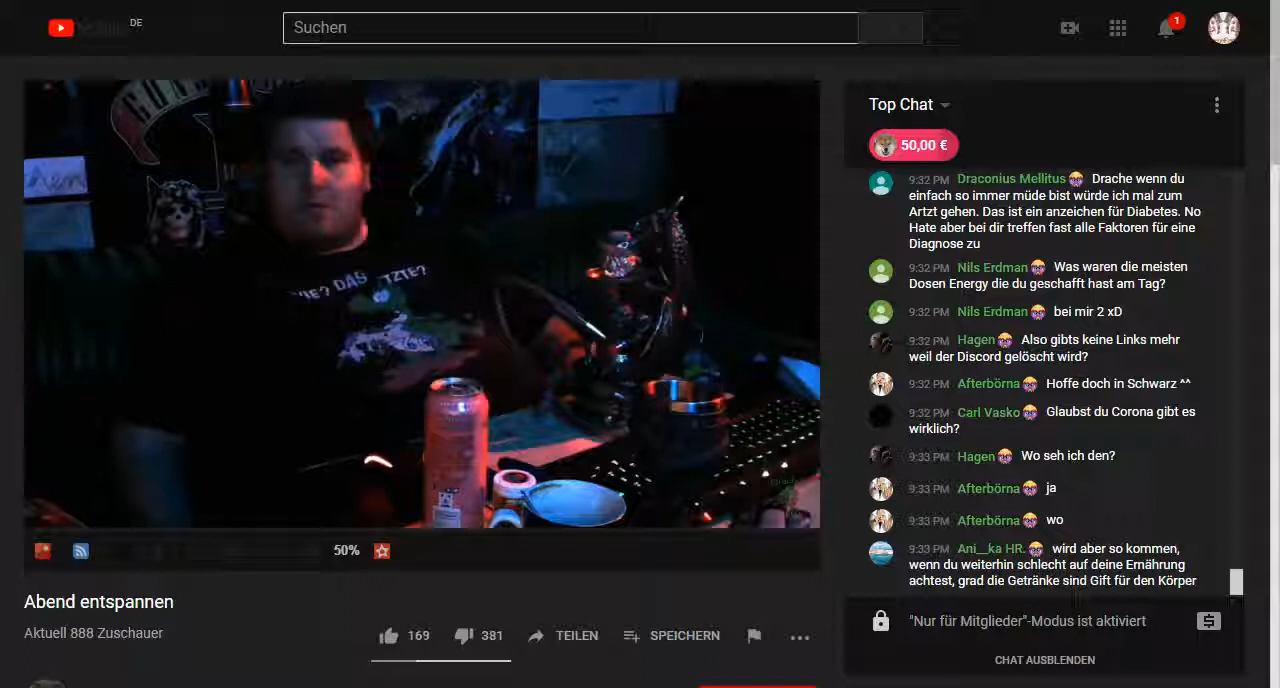 DE
Suchen
1
Top Chat
50,00 €
9:32 PM Draconius Mellitus Drache wenn du
einfach so immer müde bist würde ich mal zum
Artzt gehen. Das ist ein anzeichen für Diabetes. No
Hate aber bei dir treffen fast alle Faktoren für eine
Diagnose zu
9:32 PM Nils Erdman Was waren die meisten
Dosen Energy die du geschafft hast am Tag?
9:32 PM Nils Erdman bei mir 2 xD
9:32 PM Hagen Also gibts keine Links mehr
weil der Discord gelöscht wird?
9:32 PM Afterbörna Hoffe doch in Schwarz ^^
9:32 PM Carl Vasko Glaubst du Corona gibt es
wirklich?
9:33 PM Hagen Wo seh ich den?
9:33 PM Afterbörna ja
9:33 PM Afterbörna wo
9:33 PM Ani__ka HR. wird aber so kommen,
wenn du weiterhin schlecht auf deine Ernährung
achtest, grad die Getränke sind Gift für den Körper
"Nur für Mitglieder"-Modus ist aktiviert
CHAT AUSBLENDEN
DAS
50%
Abend entspannen
Aktuell 888 Zuschauer
169
381
TEILEN
SPEICHERN